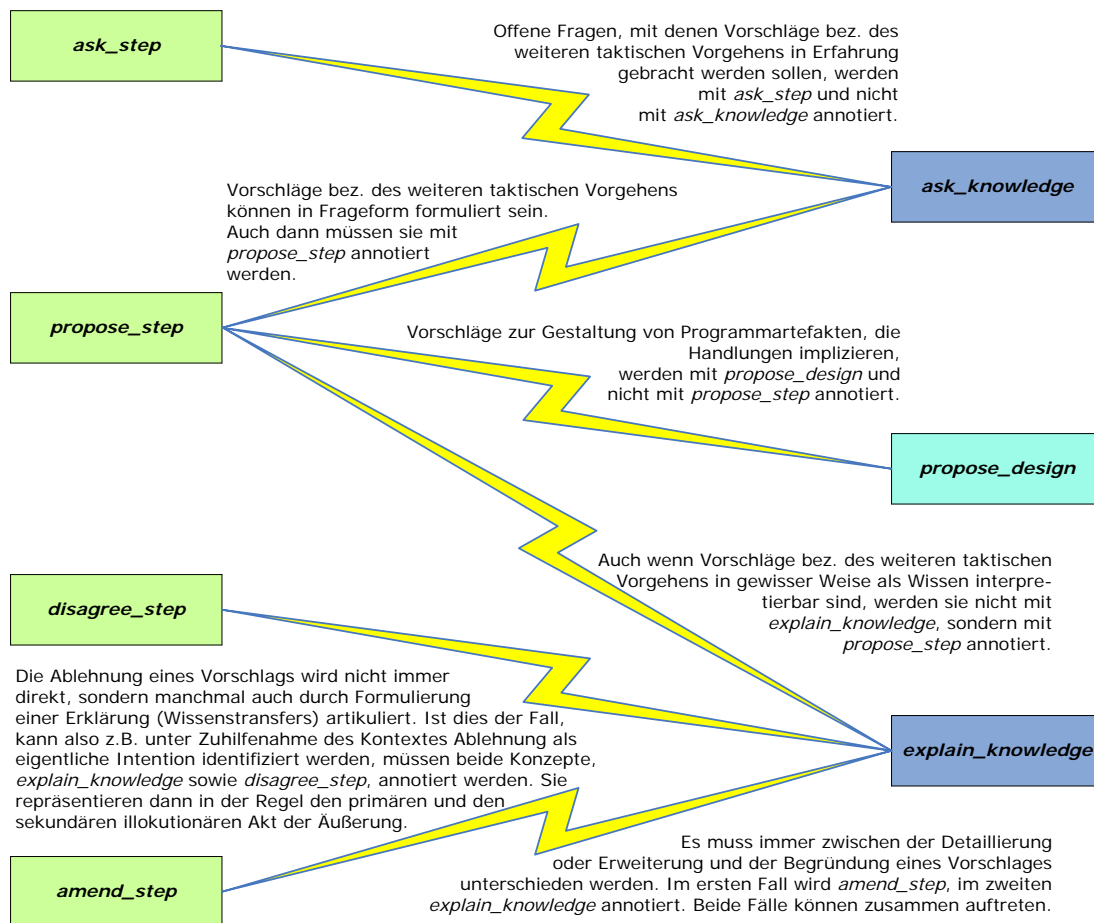 ask_step
Offene Fragen, mit denen Vorschläge bez. des
weiteren taktischen Vorgehens in Erfahrung
gebracht werden sollen, werden
mit ask_step und nicht
mit ask_knowledge annotiert.
ask_knowledge
Vorschläge bez. des weiteren taktischen Vorgehens
können in Frageform formuliert sein.
Auch dann müssen sie mit
propose_step annotiert
werden.
propose_step
Vorschläge zur Gestaltung von Programmartefakten, die
Handlungen implizieren,
werden mit propose_design und
nicht mit propose_step annotiert.
propose_design
Auch wenn Vorschläge bez. des weiteren taktischen
Vorgehens in gewisser Weise als Wissen interpre-
tierbar sind, werden sie nicht mit
explain_knowledge, sondern mit
propose_step annotiert.
disagree_step
Die Ablehnung eines Vorschlags wird nicht immer
direkt, sondern manchmal auch durch Formulierung
einer Erklärung (Wissenstransfers) artikuliert. Ist dies der Fall,
kann also z.B. unter Zuhilfenahme des Kontextes Ablehnung als
eigentliche Intention identifiziert werden, müssen beide Konzepte,
explain_knowledge sowie disagree_step, annotiert werden. Sie
repräsentieren dann in der Regel den primären und den
sekundären illokutionären Akt der Äußerung.
explain_knowledge
Es muss immer zwischen der Detaillierung
oder Erweiterung und der Begründung eines Vorschlages
unterschieden werden. Im ersten Fall wird amend_step, im zweiten
explain_knowledge annotiert. Beide Fälle können zusammen auftreten.
amend_step